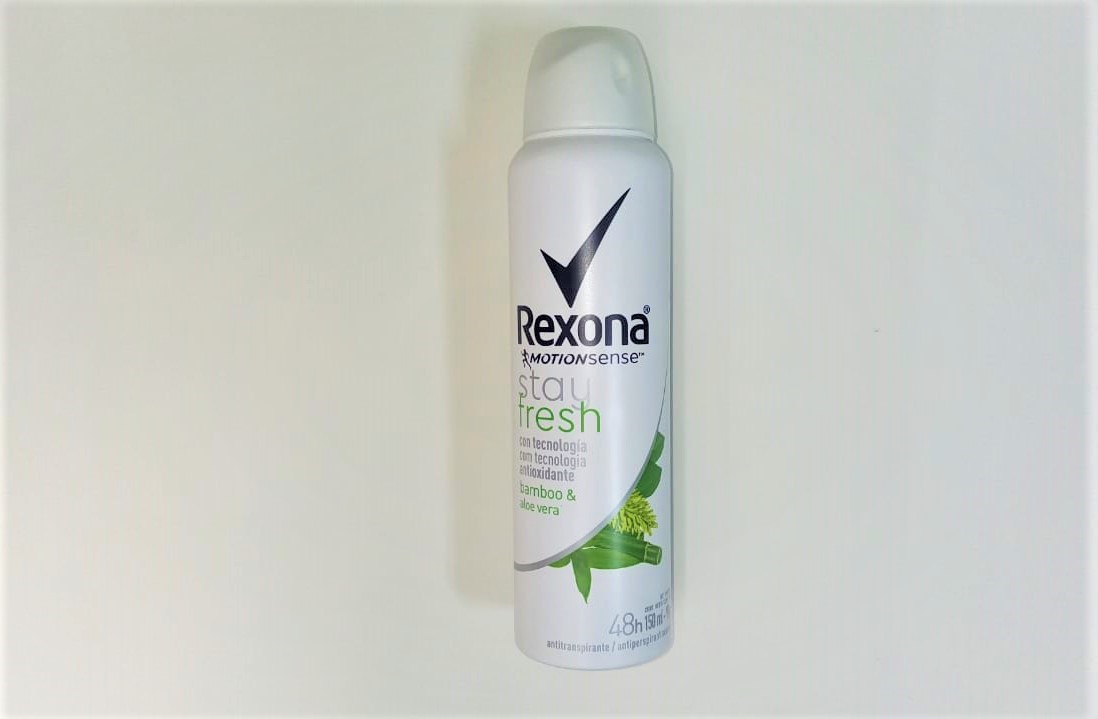 Rexona®
MOTIONsense™
stay
fresh
con tecnología
com tecnologia
antioxidante
bamboo &
aloe vera
48h 150 ml
antitranspirante /